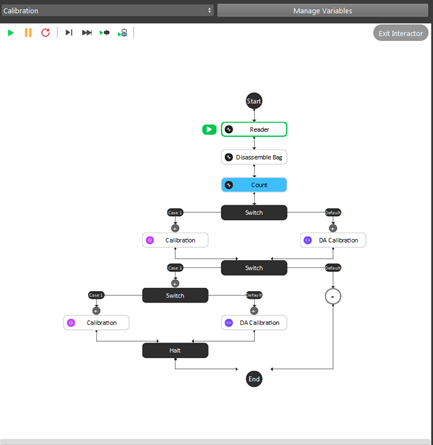 Calibration
Manage Variables
Exit Interactor
Start
Reader
Disassemble Bag
Count
Switch
Case 1
Default
Calibration
DA Calibration
Switch
Case 1
Default
Switch
Case 1
Default
Calibration
DA Calibration
Halt
End